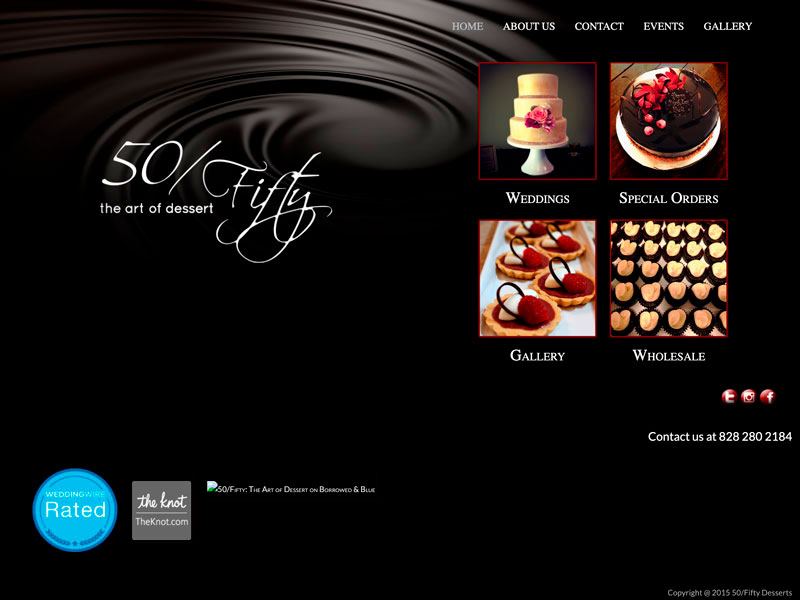 HOME ABOUT US CONTACT EVENTS GALLERY
50/Fifty
the art of dessert
Weddings Special Orders
Gallery Wholesale
Contact us at 828 280 2184
WEDDINGWIRE
Rated
the knot
TheKnot.com
50/Fifty: The Art of Dessert on Borrowed & Blue
Copyright @ 2015 50/Fifty Desserts